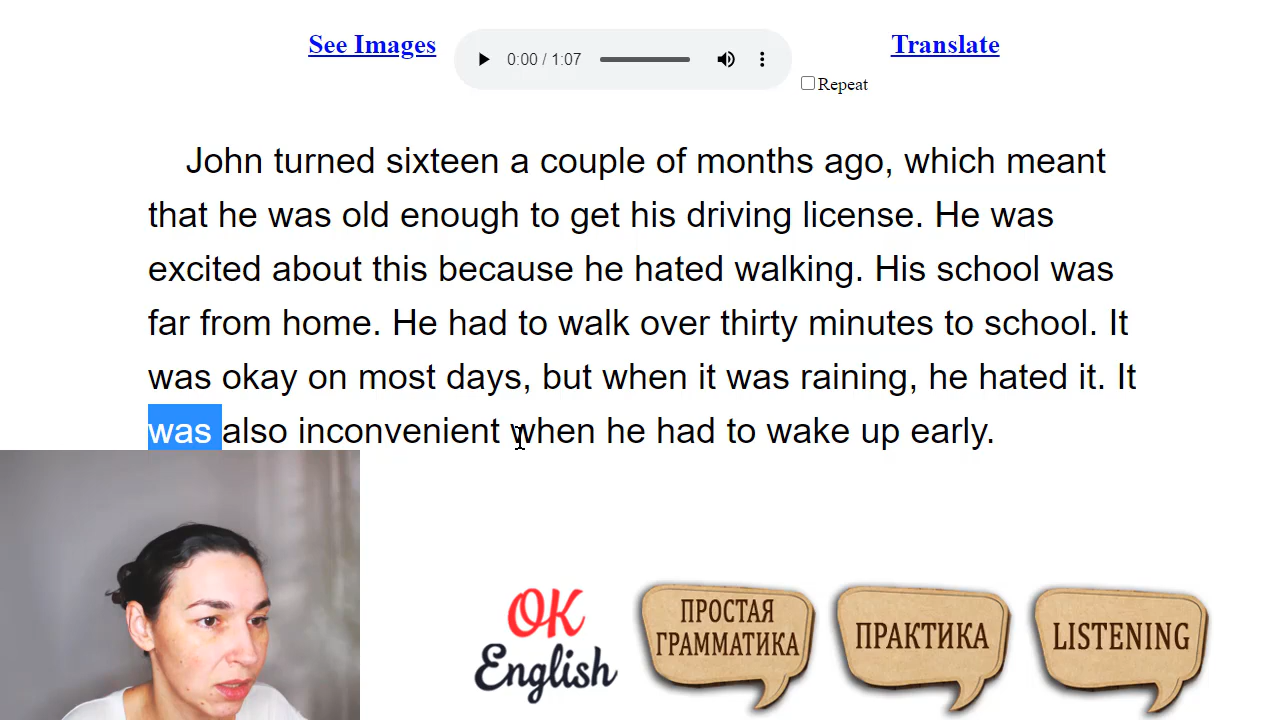 See Images
0:00 / 1:07
Translate
Repeat
John turned sixteen a couple of months ago, which meant
that he was old enough to get his driving license. He was
excited about this because he hated walking. His school was
far from home. He had to walk over thirty minutes to school. It
was okay on most days, but when it was raining, he hated it. It
was also inconvenient when he had to wake up early.
OK
English
ПРОСТАЯ
ГРАММАТИКА
ПРАКТИКА
LISTENING